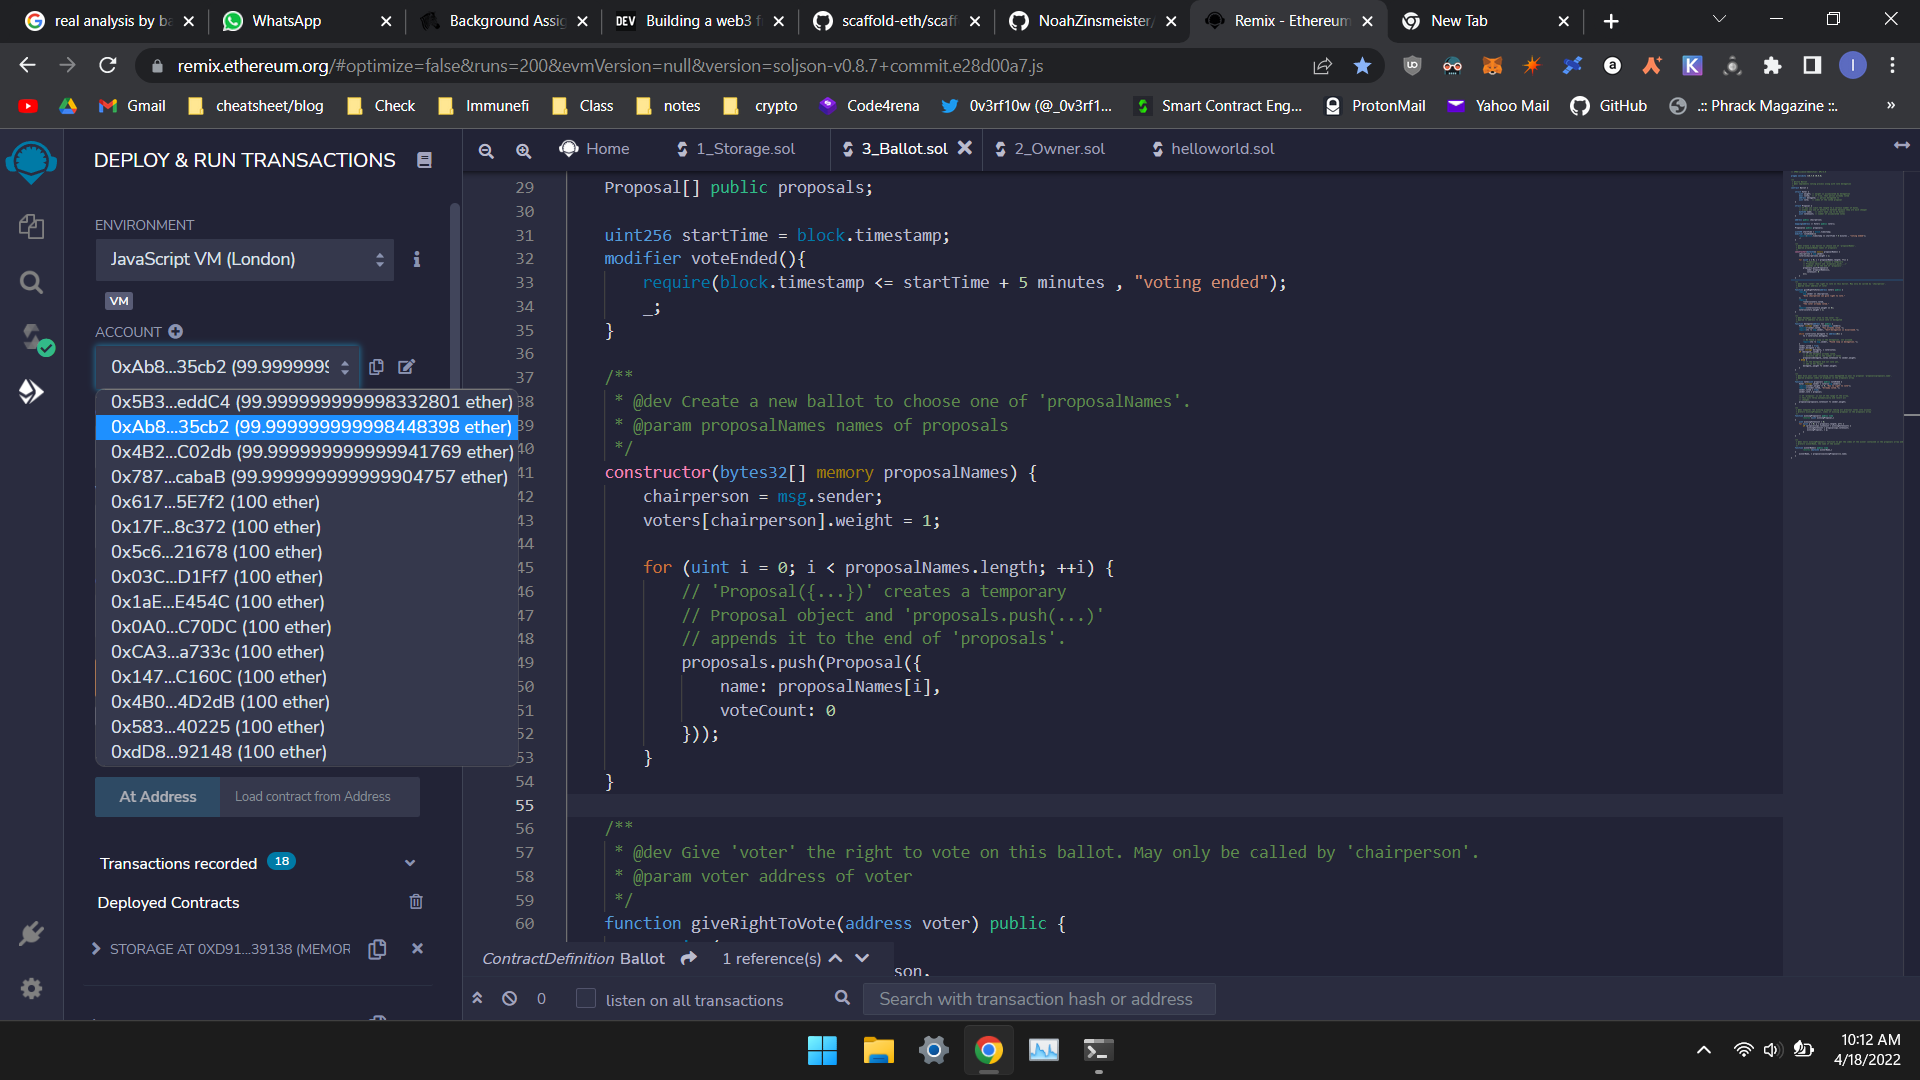 real analysis by ba
WhatsApp
Background Assig
DEV Building a web3 f
scaffold-eth/scaff
NoahZinsmeister/
Remix - Ethereum
New Tab
remix.ethereum.org/#optimize=false&runs=200&evmVersion=null&version=soljson-v0.8.7+commit.e28d00a7.js
Gmail
cheatsheet/blog
Check
Immunefi
Class
notes
crypto
Code4rena
0v3rf10w (@_0v3rf1...
Smart Contract Eng...
ProtonMail
Yahoo Mail
GitHub
.:: Phrack Magazine ::.
»
DEPLOY & RUN TRANSACTIONS
ENVIRONMENT
JavaScript VM (London)
VM
ACCOUNT
0xAb8...35cb2 (99.9999999
0x5B3...eddC4 (99.999999999998332801 ether)
0xAb8...35cb2 (99.999999999998448398 ether)
0x4B2...C02db (99.999999999999941769 ether)
0x787...cabaB (99.999999999999904757 ether)
0x617...5E7f2 (100 ether)
0x17F...8c372 (100 ether)
0x5c6...21678 (100 ether)
0x03C...D1Ff7 (100 ether)
0x1aE...E454C (100 ether)
0x0A0...C70DC (100 ether)
0xCA3...a733c (100 ether)
0x147...C160C (100 ether)
0x4B0...4D2dB (100 ether)
0x583...40225 (100 ether)
0xdD8...92148 (100 ether)
At Address
Load contract from Address
Transactions recorded 18
Deployed Contracts
STORAGE AT 0XD91...39138 (MEMOR
Home
1_Storage.sol
3_Ballot.sol
2_Owner.sol
helloworld.sol
29 Proposal[] public proposals;
30
31 uint256 startTime = block.timestamp;
32 modifier voteEnded(){
33 require(block.timestamp <= startTime + 5 minutes , "voting ended");
34 _;
35 }
36
37 /**
38 * @dev Create a new ballot to choose one of 'proposalNames'.
39 * @param proposalNames names of proposals
40 */
41 constructor(bytes32[] memory proposalNames) {
42 chairperson = msg.sender;
43 voters[chairperson].weight = 1;
44
45 for (uint i = 0; i < proposalNames.length; ++i) {
46 // 'Proposal({...})' creates a temporary
47 // Proposal object and 'proposals.push(...)'
48 // appends it to the end of 'proposals'.
49 proposals.push(Proposal({
50 name: proposalNames[i],
51 voteCount: 0
52 }));
53 }
54 }
55
56 /**
57 * @dev Give 'voter' the right to vote on this ballot. May only be called by 'chairperson'.
58 * @param voter address of voter
59 */
60 function giveRightToVote(address voter) public {
son.
ContractDefinition Ballot
1 reference(s)
0
listen on all transactions
Search with transaction hash or address
10:12 AM
4/18/2022